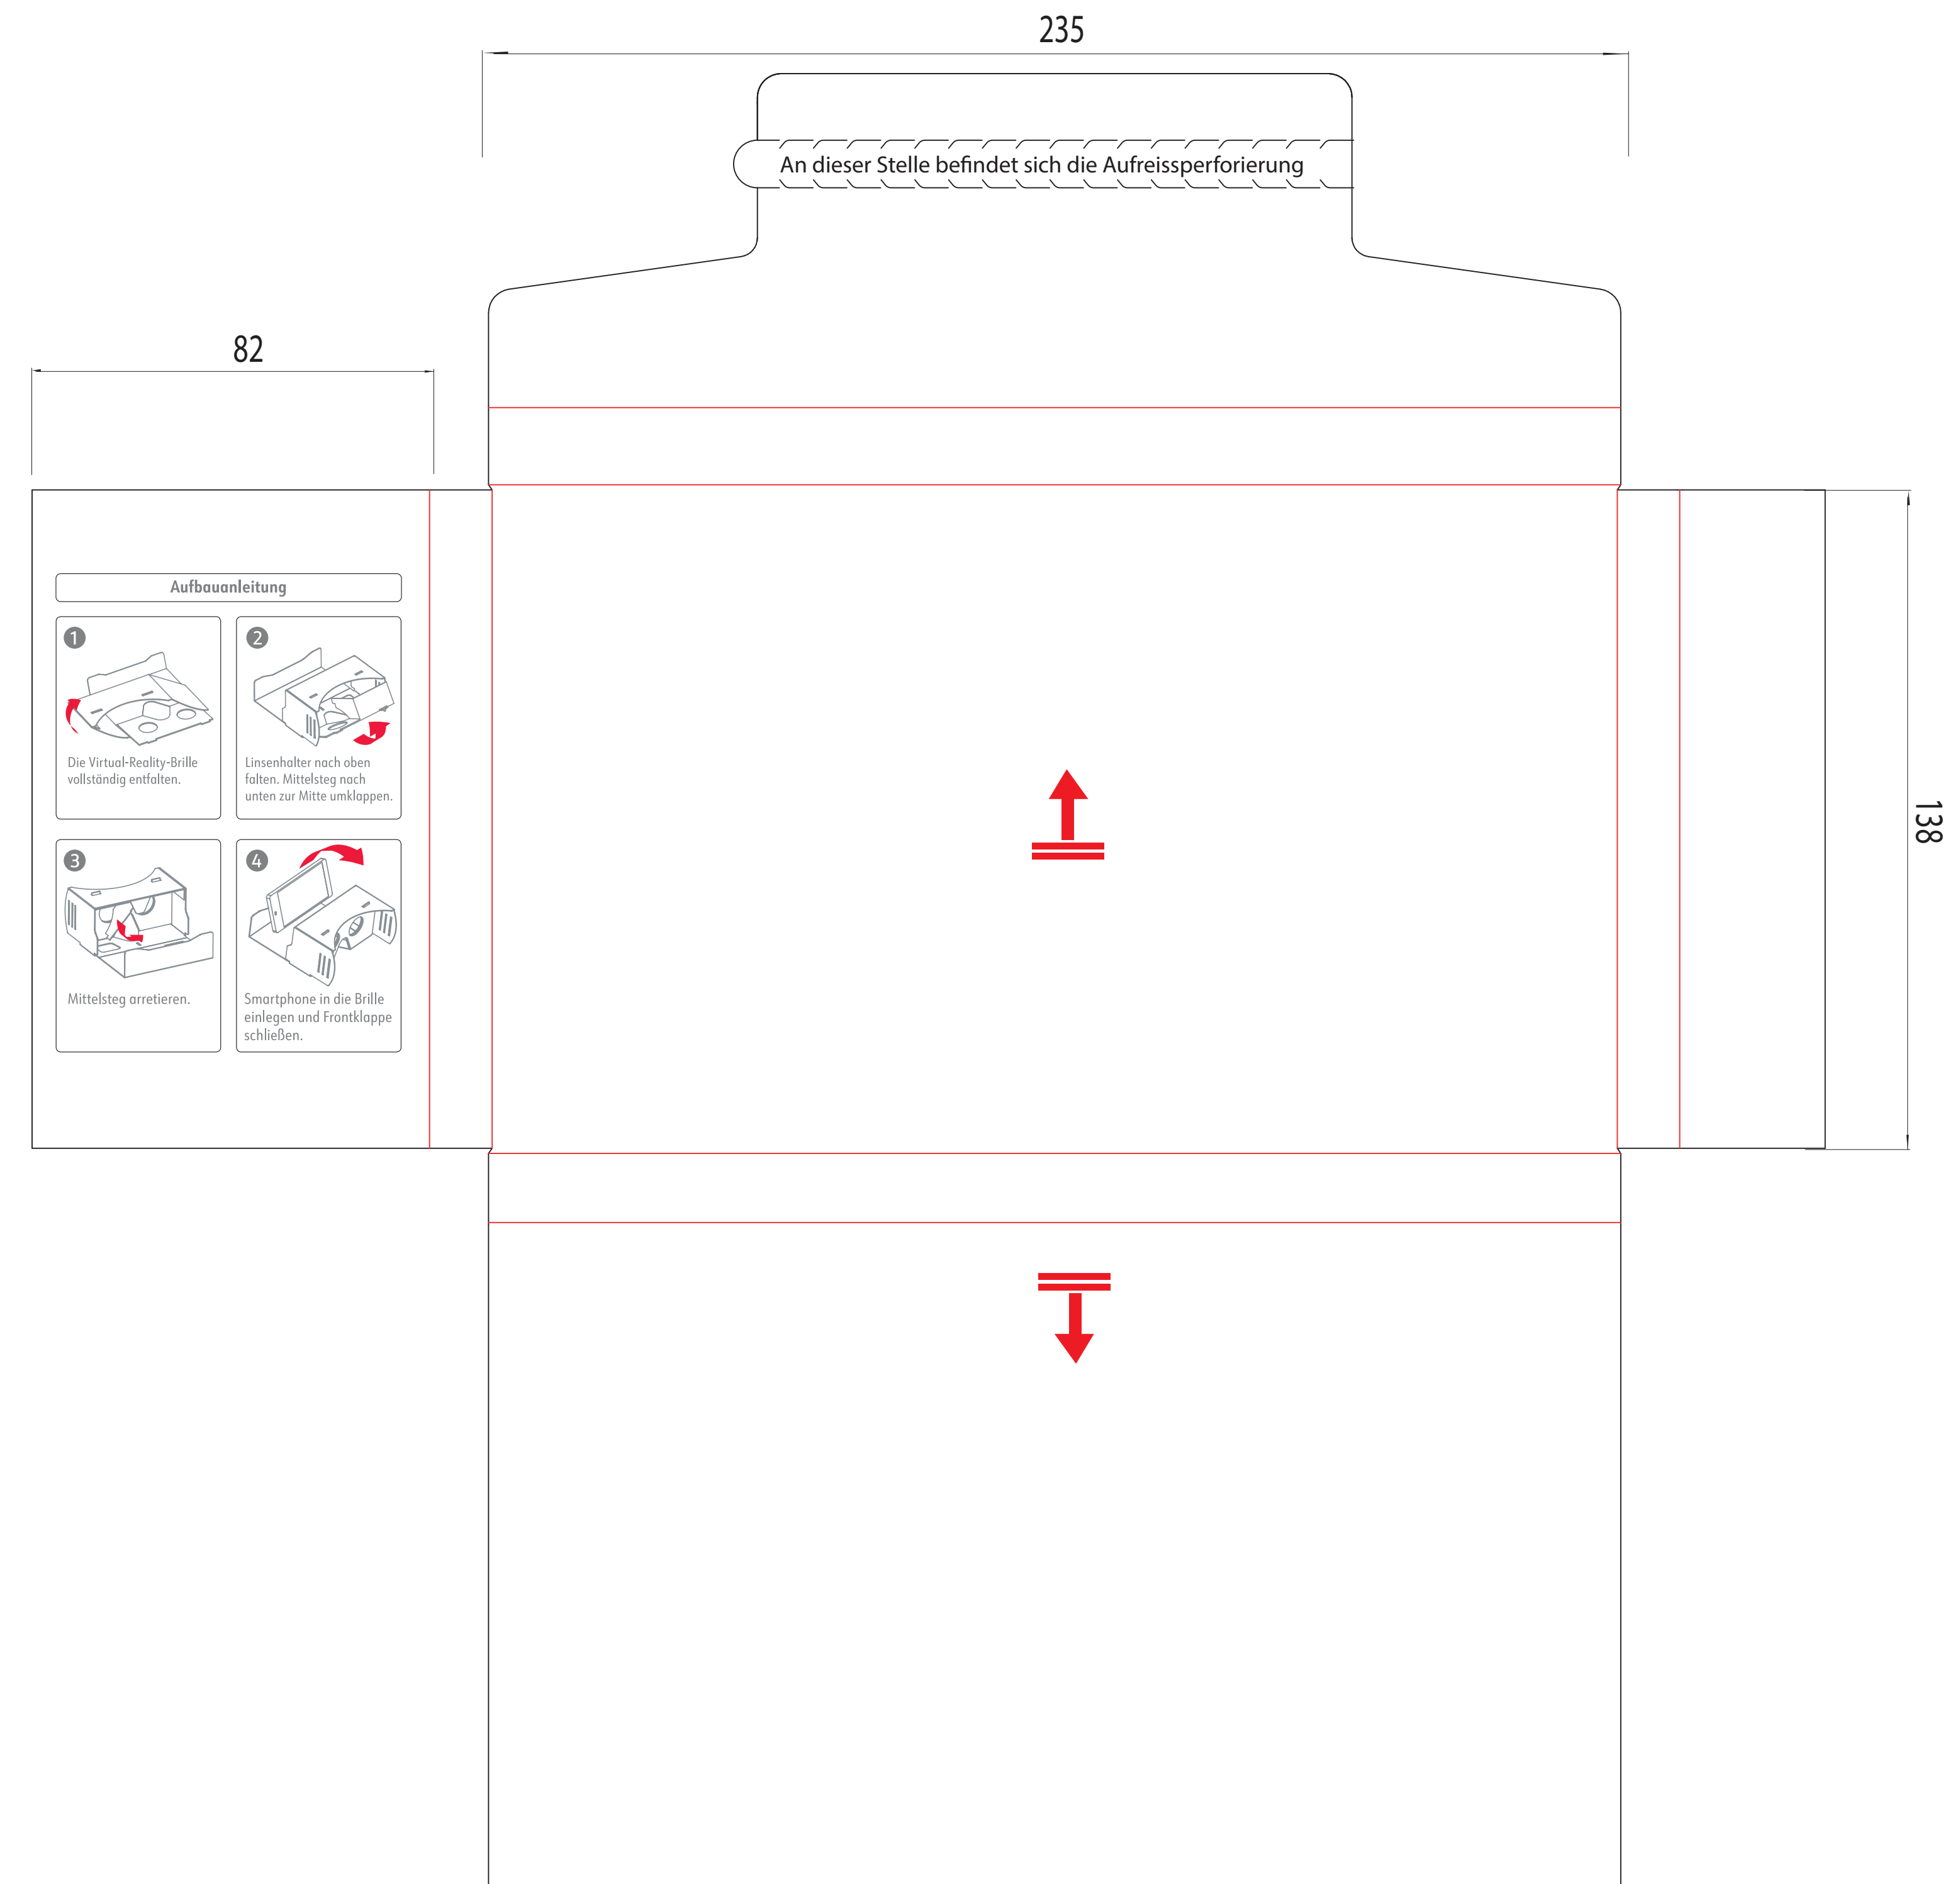 235
An dieser Stelle befindet sich die Aufreissperforierung
82
Aufbauanleitung
1
Die Virtual-Reality-Brille
vollständig entfalten.
2
Linsenhalter nach oben
falten. Mittelsteg nach
unten zur Mitte umklappen.
3
Mittelsteg arretieren.
4
Smartphone in die Brille
einlegen und Frontklappe
schließen.
138